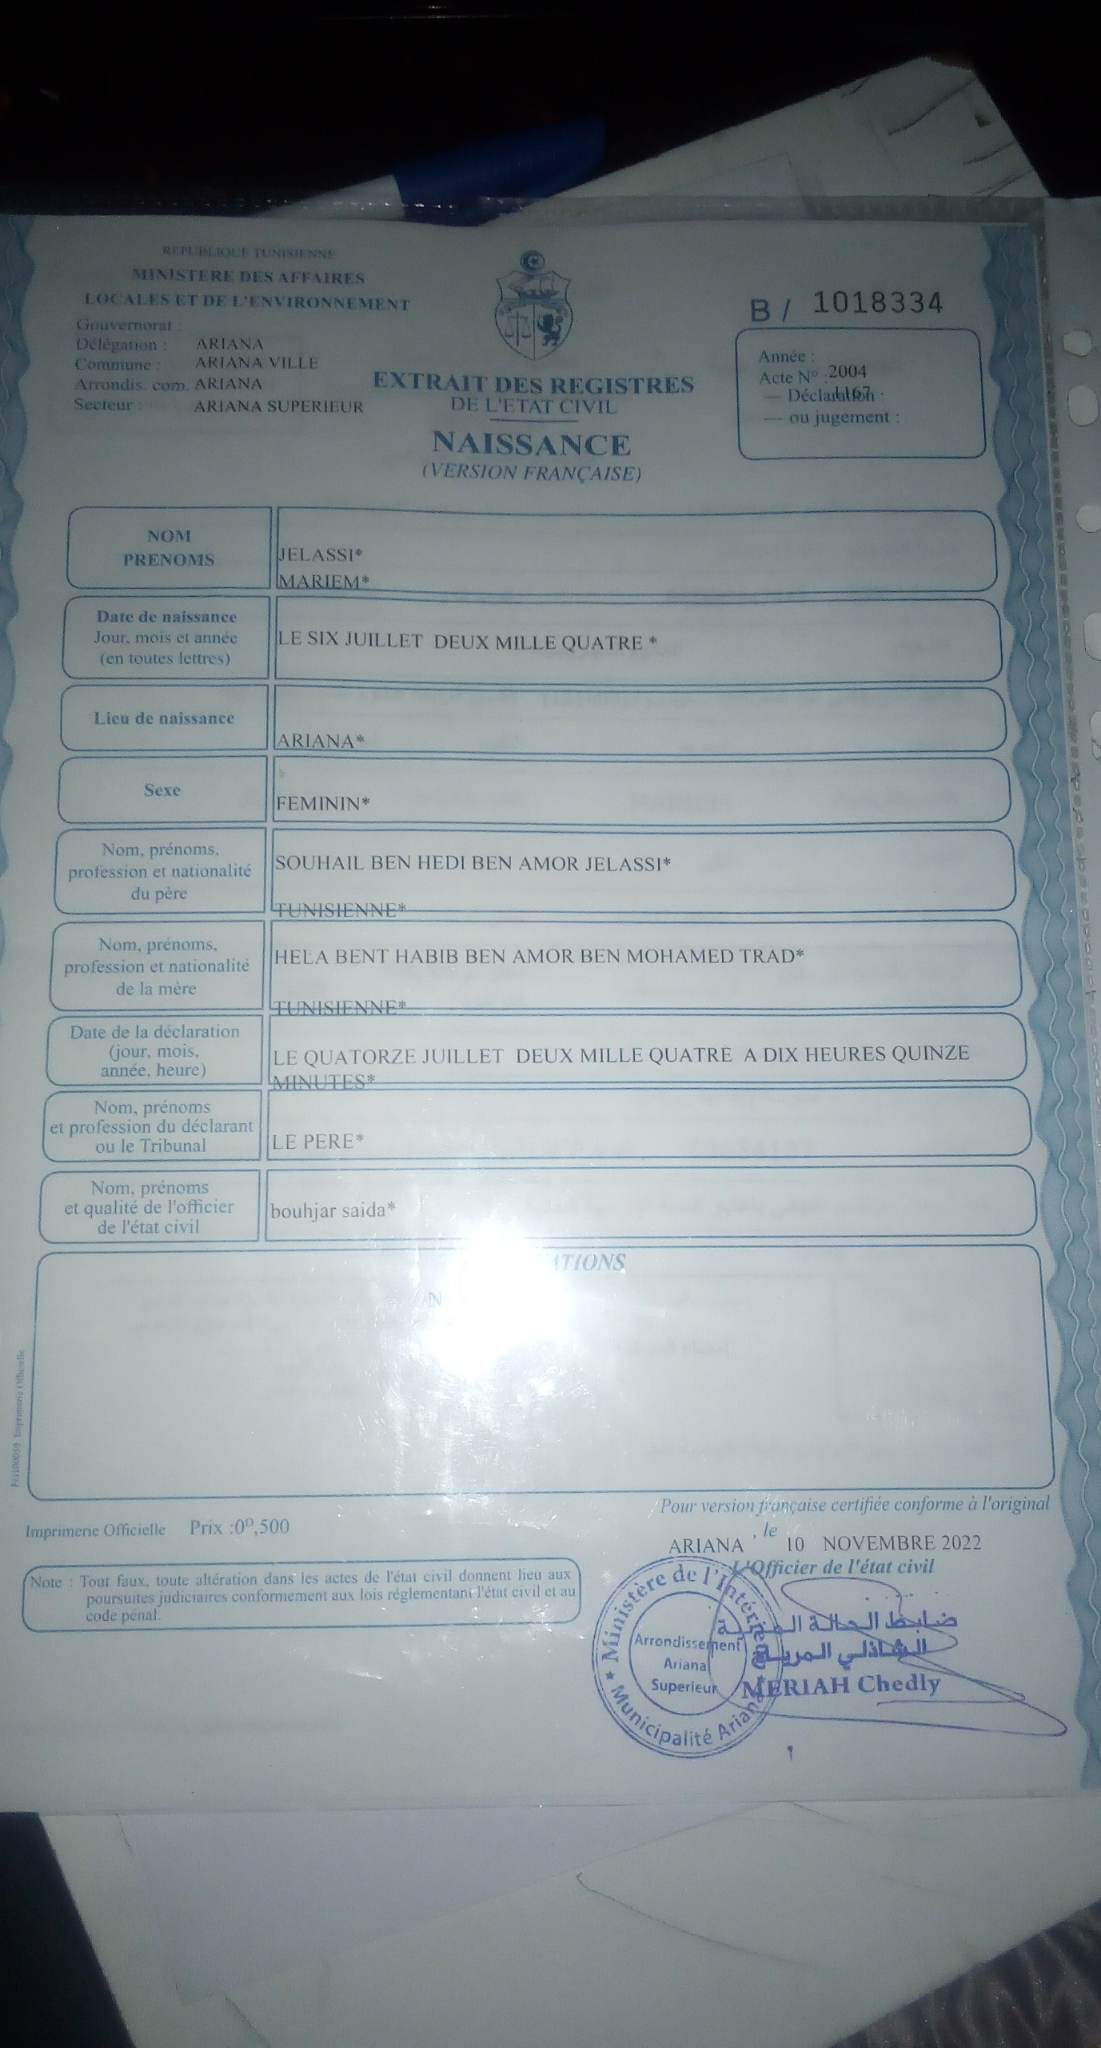 REPUBLIQUE TUNISIENNE
MINISTERE DES AFFAIRES
LOCALES ET DE L'ENVIRONNEMENT
Gouvernorat :
Délégation : ARIANA
Commune : ARIANA VILLE
Arrondis. com. ARIANA
Secteur : ARIANA SUPERIEUR
EXTRAIT DES REGISTRES
DE L'ETAT CIVIL
NAISSANCE
(VERSION FRANÇAISE)
B / 1018334
Année :
Acte N° : 2004
— Déclaration : 1167
— ou jugement :
NOM
PRENOMS
JELASSI*
MARIEM*
Date de naissance
Jour, mois et année
(en toutes lettres)
LE SIX JUILLET DEUX MILLE QUATRE *
Lieu de naissance
ARIANA*
Sexe
FEMININ*
Nom, prénoms,
profession et nationalité
du père
SOUHAIL BEN HEDI BEN AMOR JELASSI*
TUNISIENNE*
Nom, prénoms,
profession et nationalité
de la mère
HELA BENT HABIB BEN AMOR BEN MOHAMED TRAD*
TUNISIENNE*
Date de la déclaration
(jour, mois,
année, heure)
LE QUATORZE JUILLET DEUX MILLE QUATRE A DIX HEURES QUINZE
MINUTES*
Nom, prénoms
et profession du déclarant
ou le Tribunal
LE PERE*
Nom, prénoms
et qualité de l'officier
de l'état civil
bouhjar saida*
ATIONS
N
Imprimerie Officielle Prix :0ᴰ,500
Note : Tout faux, toute altération dans les actes de l'état civil donnent lieu aux
poursuites judiciaires conformement aux lois réglementant l'état civil et au
code pénal.
Pour version française certifiée conforme à l'original
ARIANA , le 10 NOVEMBRE 2022
L'Officier de l'état civil
ضابط الحالة المدنية
الشاذلي المريح
MERIAH Chedly
Ministère de l'Intérieur
Arrondissement
Ariana
Superieur
Municipalité Ariana